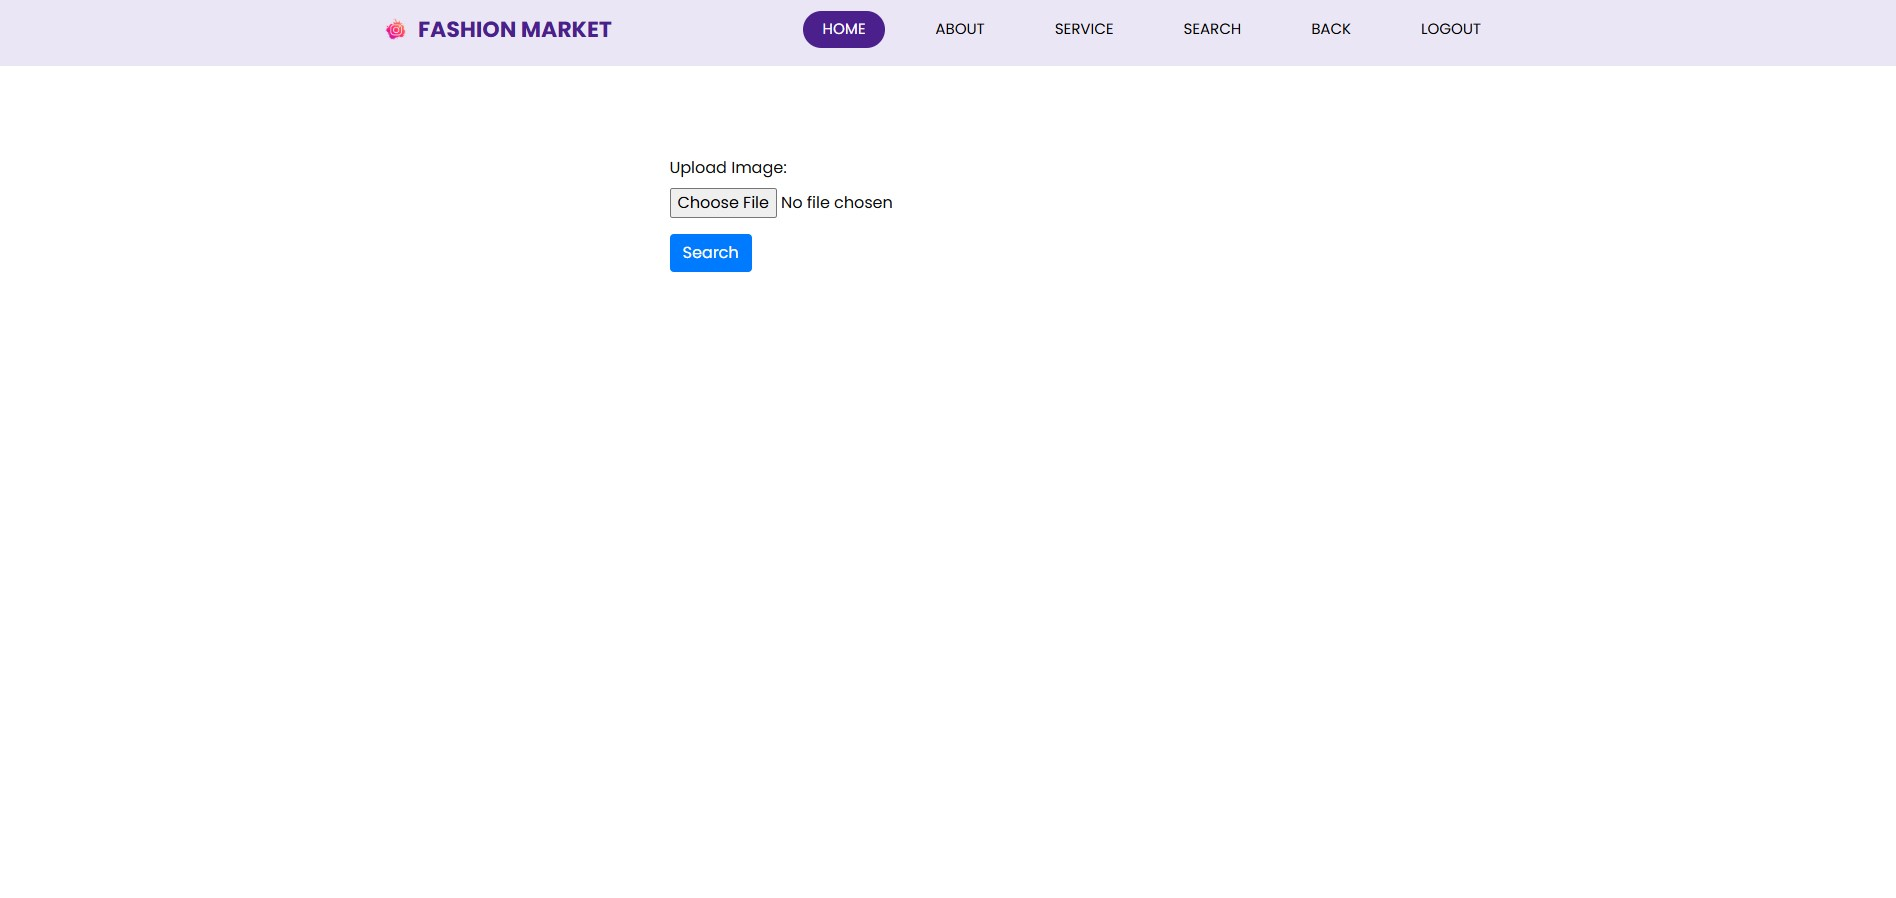 FASHION MARKET HOME ABOUT SERVICE SEARCH BACK LOGOUT
Upload Image:
Choose File No file chosen
Search